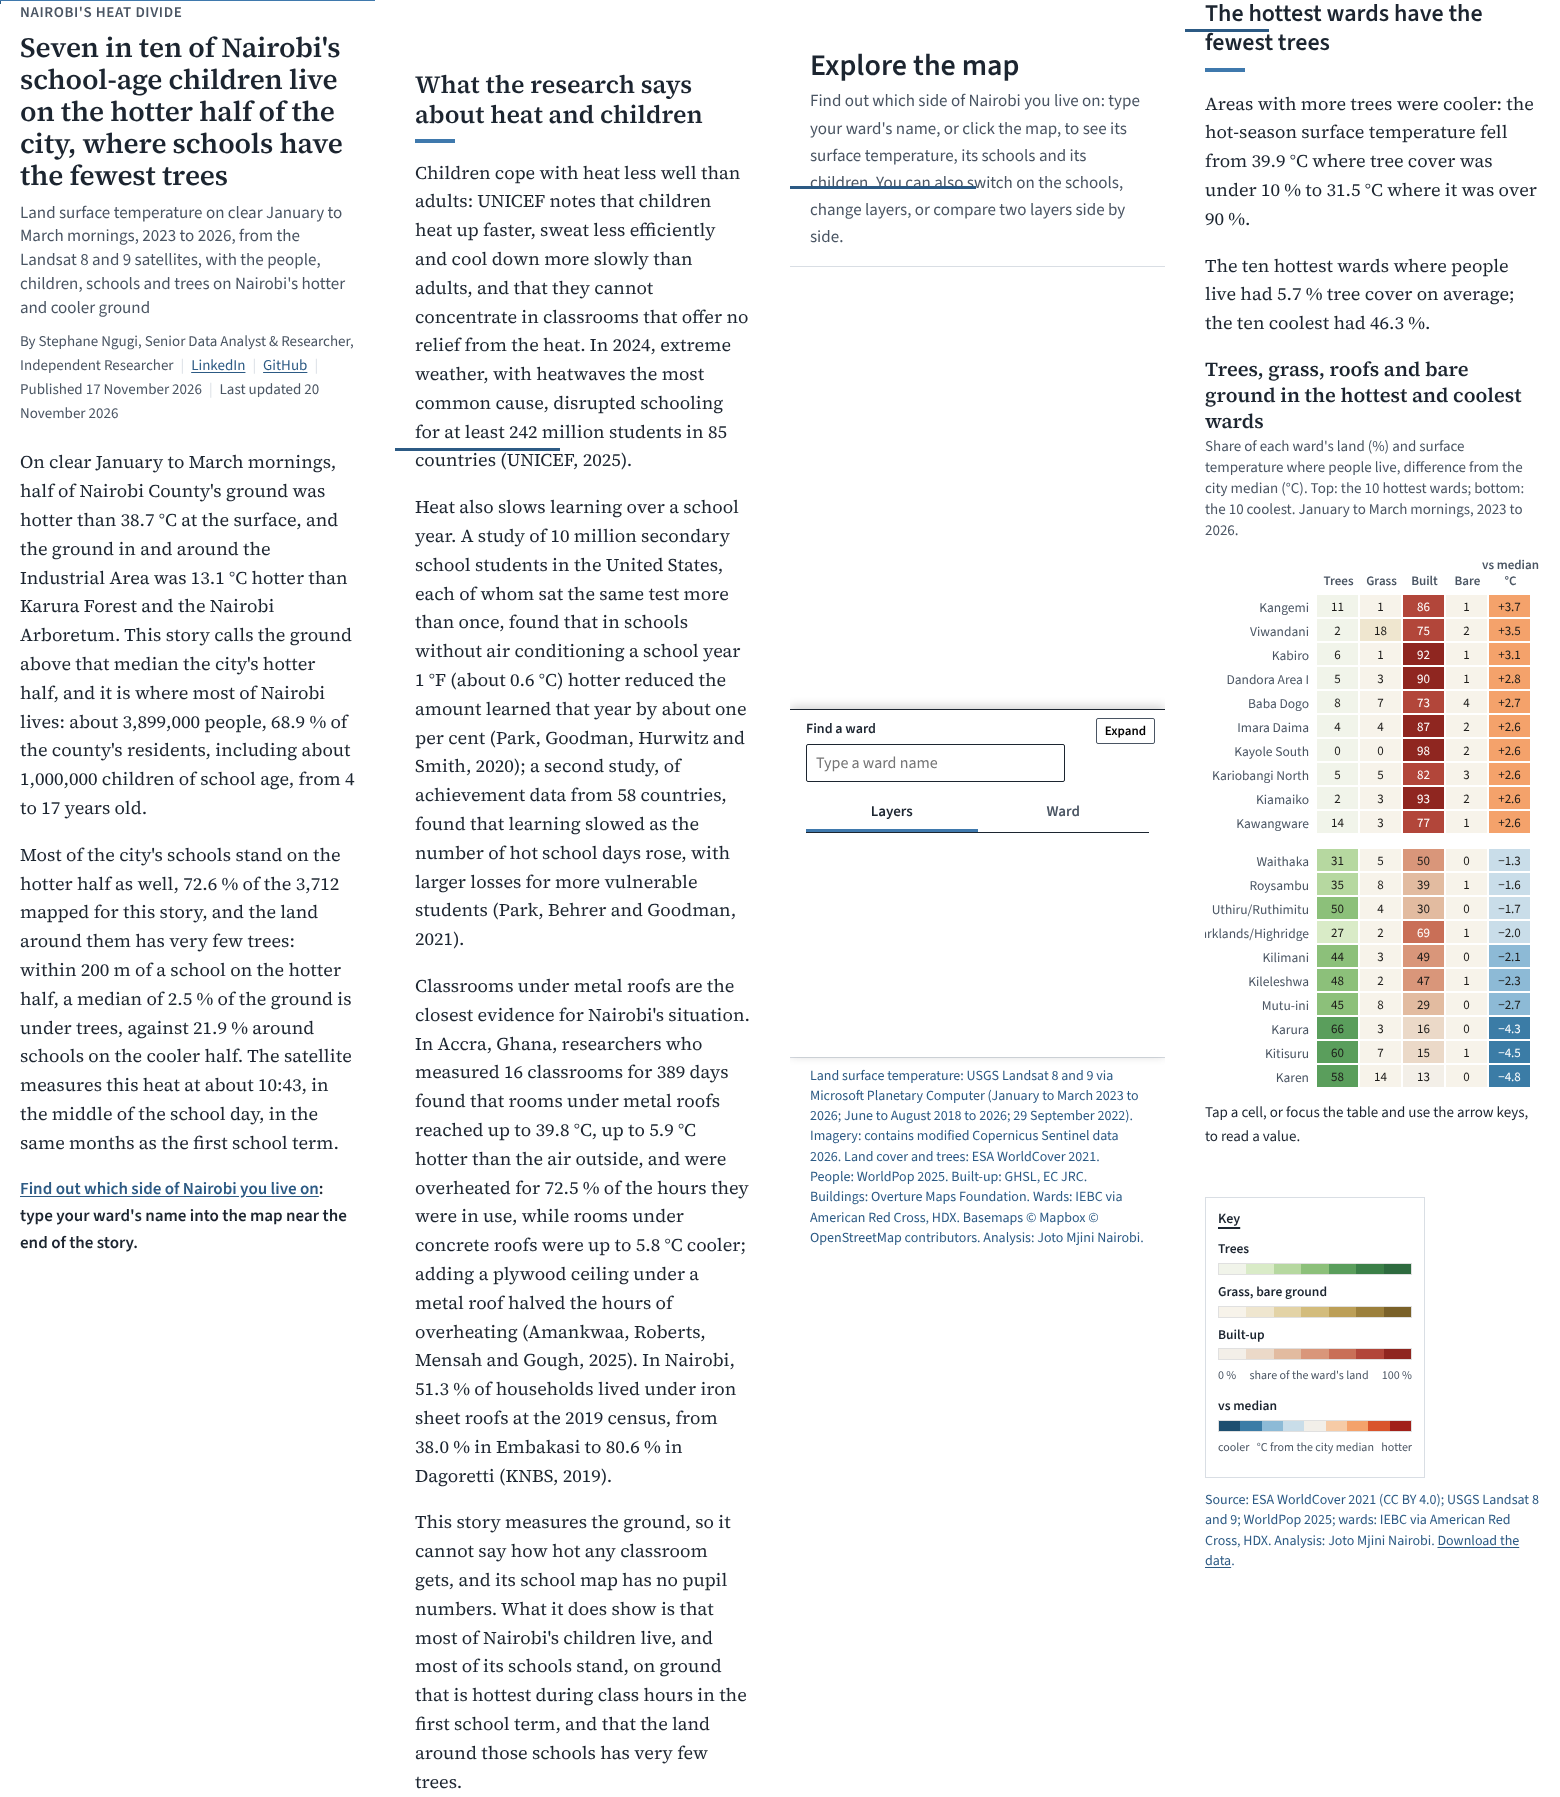 NAIROBI'S HEAT DIVIDE
Seven in ten of Nairobi's
school-age children live
on the hotter half of the
city, where schools have
the fewest trees
Land surface temperature on clear January to
March mornings, 2023 to 2026, from the
Landsat 8 and 9 satellites, with the people,
children, schools and trees on Nairobi's hotter
and cooler ground
By Stephane Ngugi, Senior Data Analyst & Researcher,
Independent Researcher | LinkedIn | GitHub |
Published 17 November 2026 | Last updated 20
November 2026
On clear January to March mornings,
half of Nairobi County's ground was
hotter than 38.7 °C at the surface, and
the ground in and around the
Industrial Area was 13.1 °C hotter than
Karura Forest and the Nairobi
Arboretum. This story calls the ground
above that median the city's hotter
half, and it is where most of Nairobi
lives: about 3,899,000 people, 68.9 % of
the county's residents, including about
1,000,000 children of school age, from 4
to 17 years old.
Most of the city's schools stand on the
hotter half as well, 72.6 % of the 3,712
mapped for this story, and the land
around them has very few trees:
within 200 m of a school on the hotter
half, a median of 2.5 % of the ground is
under trees, against 21.9 % around
schools on the cooler half. The satellite
measures this heat at about 10:43, in
the middle of the school day, in the
same months as the first school term.
Find out which side of Nairobi you live on:
type your ward's name into the map near the
end of the story.
What the research says
about heat and children
Children cope with heat less well than
adults: UNICEF notes that children
heat up faster, sweat less efficiently
and cool down more slowly than
adults, and that they cannot
concentrate in classrooms that offer no
relief from the heat. In 2024, extreme
weather, with heatwaves the most
common cause, disrupted schooling
for at least 242 million students in 85
countries (UNICEF, 2025).
Heat also slows learning over a school
year. A study of 10 million secondary
school students in the United States,
each of whom sat the same test more
than once, found that in schools
without air conditioning a school year
1 °F (about 0.6 °C) hotter reduced the
amount learned that year by about one
per cent (Park, Goodman, Hurwitz and
Smith, 2020); a second study, of
achievement data from 58 countries,
found that learning slowed as the
number of hot school days rose, with
larger losses for more vulnerable
students (Park, Behrer and Goodman,
2021).
Classrooms under metal roofs are the
closest evidence for Nairobi's situation.
In Accra, Ghana, researchers who
measured 16 classrooms for 389 days
found that rooms under metal roofs
reached up to 39.8 °C, up to 5.9 °C
hotter than the air outside, and were
overheated for 72.5 % of the hours they
were in use, while rooms under
concrete roofs were up to 5.8 °C cooler;
adding a plywood ceiling under a
metal roof halved the hours of
overheating (Amankwaa, Roberts,
Mensah and Gough, 2025). In Nairobi,
51.3 % of households lived under iron
sheet roofs at the 2019 census, from
38.0 % in Embakasi to 80.6 % in
Dagoretti (KNBS, 2019).
This story measures the ground, so it
cannot say how hot any classroom
gets, and its school map has no pupil
numbers. What it does show is that
most of Nairobi's children live, and
most of its schools stand, on ground
that is hottest during class hours in the
first school term, and that the land
around those schools has very few
trees.
Explore the map
Find out which side of Nairobi you live on: type
your ward's name, or click the map, to see its
surface temperature, its schools and its
children. You can also switch on the schools,
change layers, or compare two layers side by
side.
Find a ward
Expand
Type a ward name
Layers Ward
Land surface temperature: USGS Landsat 8 and 9 via
Microsoft Planetary Computer (January to March 2023 to
2026; June to August 2018 to 2026; 29 September 2022).
Imagery: contains modified Copernicus Sentinel data
2026. Land cover and trees: ESA WorldCover 2021.
People: WorldPop 2025. Built-up: GHSL, EC JRC.
Buildings: Overture Maps Foundation. Wards: IEBC via
American Red Cross, HDX. Basemaps © Mapbox ©
OpenStreetMap contributors. Analysis: Joto Mjini Nairobi.
The hottest wards have the
fewest trees
Areas with more trees were cooler: the
hot-season surface temperature fell
from 39.9 °C where tree cover was
under 10 % to 31.5 °C where it was over
90 %.
The ten hottest wards where people
live had 5.7 % tree cover on average;
the ten coolest had 46.3 %.
Trees, grass, roofs and bare
ground in the hottest and coolest
wards
Share of each ward's land (%) and surface
temperature where people live, difference from the
city median (°C). Top: the 10 hottest wards; bottom:
the 10 coolest. January to March mornings, 2023 to
2026.
Trees Grass Built Bare vs median °C
Kangemi 11 1 86 1 +3.7
Viwandani 2 18 75 2 +3.5
Kabiro 6 1 92 1 +3.1
Dandora Area I 5 3 90 1 +2.8
Baba Dogo 8 7 73 4 +2.7
Imara Daima 4 4 87 2 +2.6
Kayole South 0 0 98 2 +2.6
Kariobangi North 5 5 82 3 +2.6
Kiamaiko 2 3 93 2 +2.6
Kawangware 14 3 77 1 +2.6
Waithaka 31 5 50 0 −1.3
Roysambu 35 8 39 1 −1.6
Uthiru/Ruthimitu 50 4 30 0 −1.7
arklands/Highridge 27 2 69 1 −2.0
Kilimani 44 3 49 0 −2.1
Kileleshwa 48 2 47 1 −2.3
Mutu-ini 45 8 29 0 −2.7
Karura 66 3 16 0 −4.3
Kitisuru 60 7 15 1 −4.5
Karen 58 14 13 0 −4.8
Tap a cell, or focus the table and use the arrow keys,
to read a value.
Key
Trees
Grass, bare ground
Built-up
0 % share of the ward's land 100 %
vs median
cooler °C from the city median hotter
Source: ESA WorldCover 2021 (CC BY 4.0); USGS Landsat 8
and 9; WorldPop 2025; wards: IEBC via American Red
Cross, HDX. Analysis: Joto Mjini Nairobi. Download the
data.